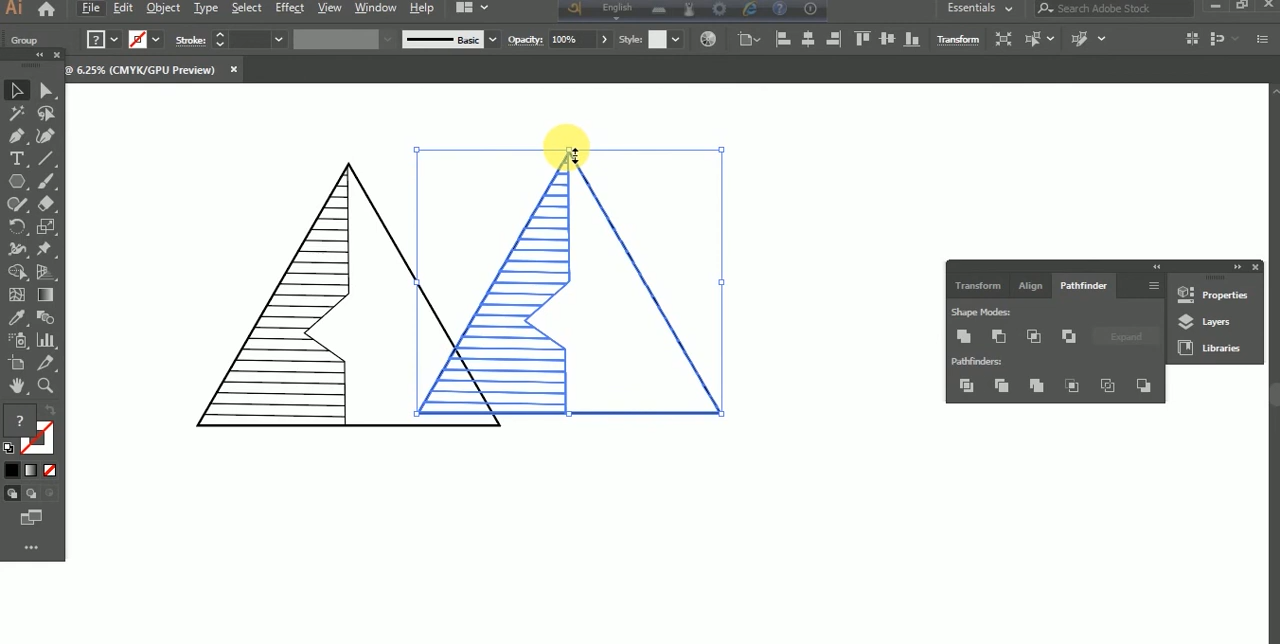 Ai File Edit Object Type Select Effect View Window Help English Essentials Search Adobe Stock
Group ? Stroke: Basic Opacity: 100% Style: Transform
@ 6.25% (CMYK/GPU Preview) ×
Transform Align Pathfinder
Shape Modes:
Expand
Pathfinders:
Properties
Layers
Libraries
T
?